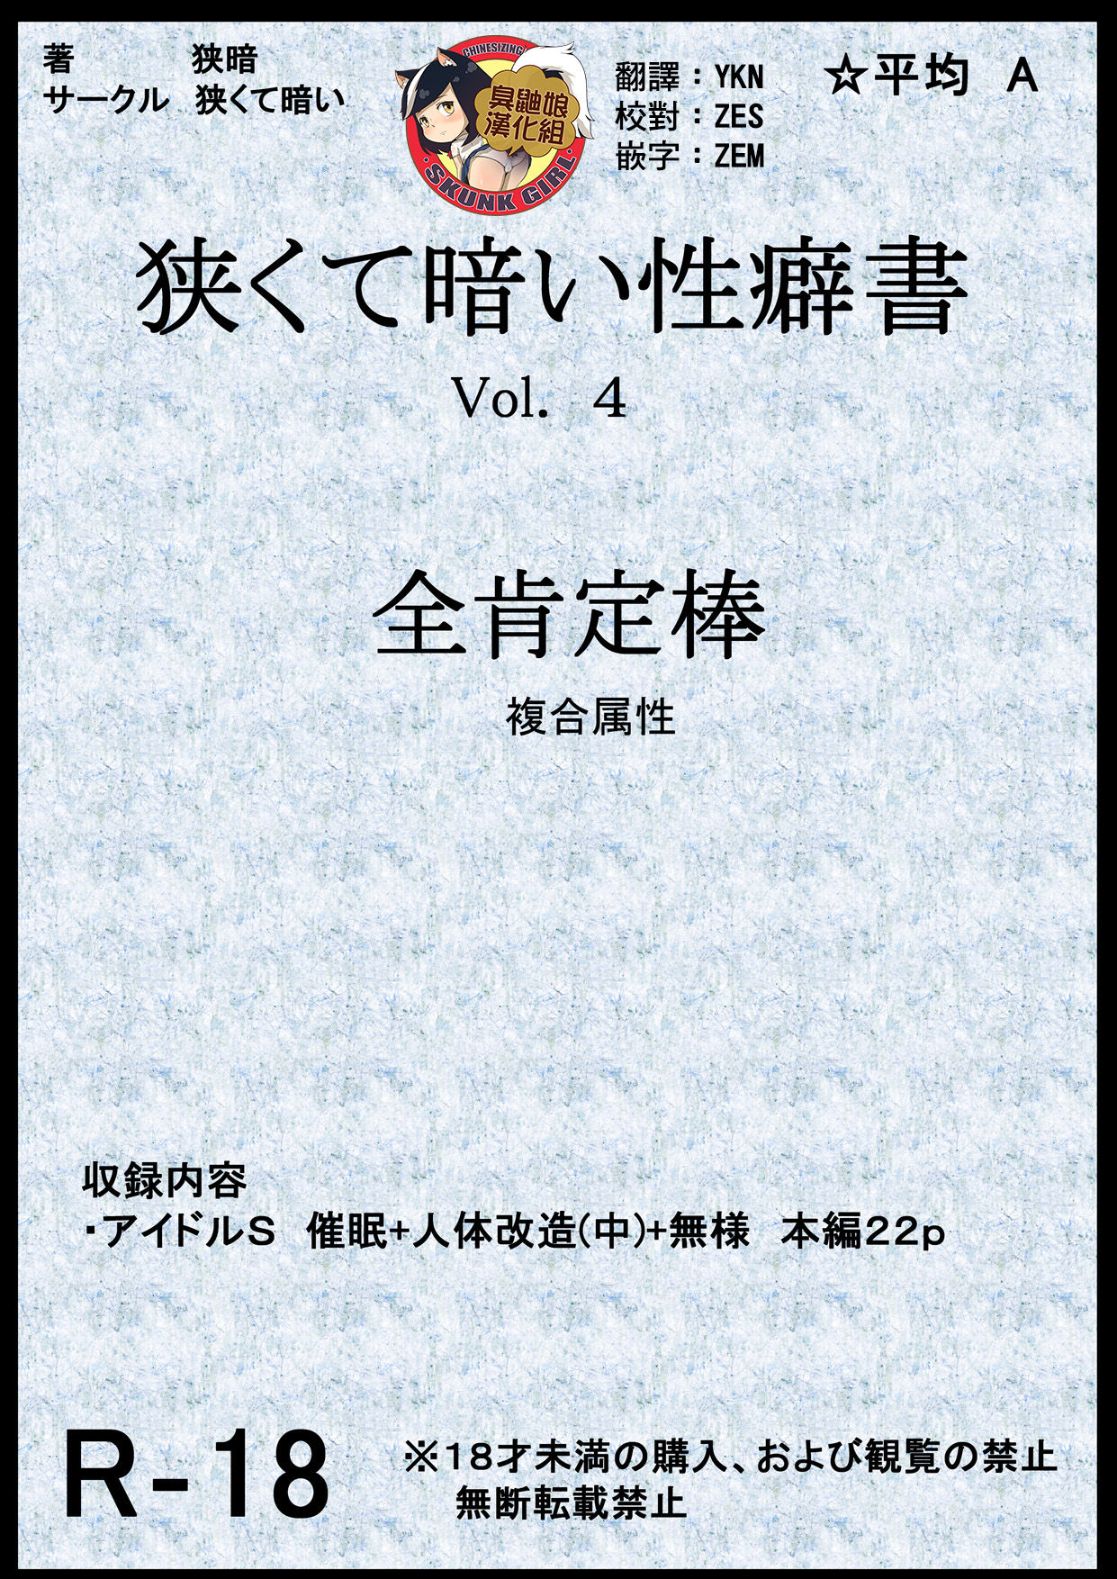 著　狭暗
サークル　狭くて暗い
CHINESIZING
臭鼬娘
漢化組
・SKUNK GIRL・
翻譯：YKN
校對：ZES
嵌字：ZEM
☆平均　A
狭くて暗い性癖書
Vol. 4
全肯定棒
複合属性
収録内容
・アイドルS　催眠+人体改造(中)+無様　本編22p
R-18
※18才未満の購入、および観覧の禁止
無断転載禁止